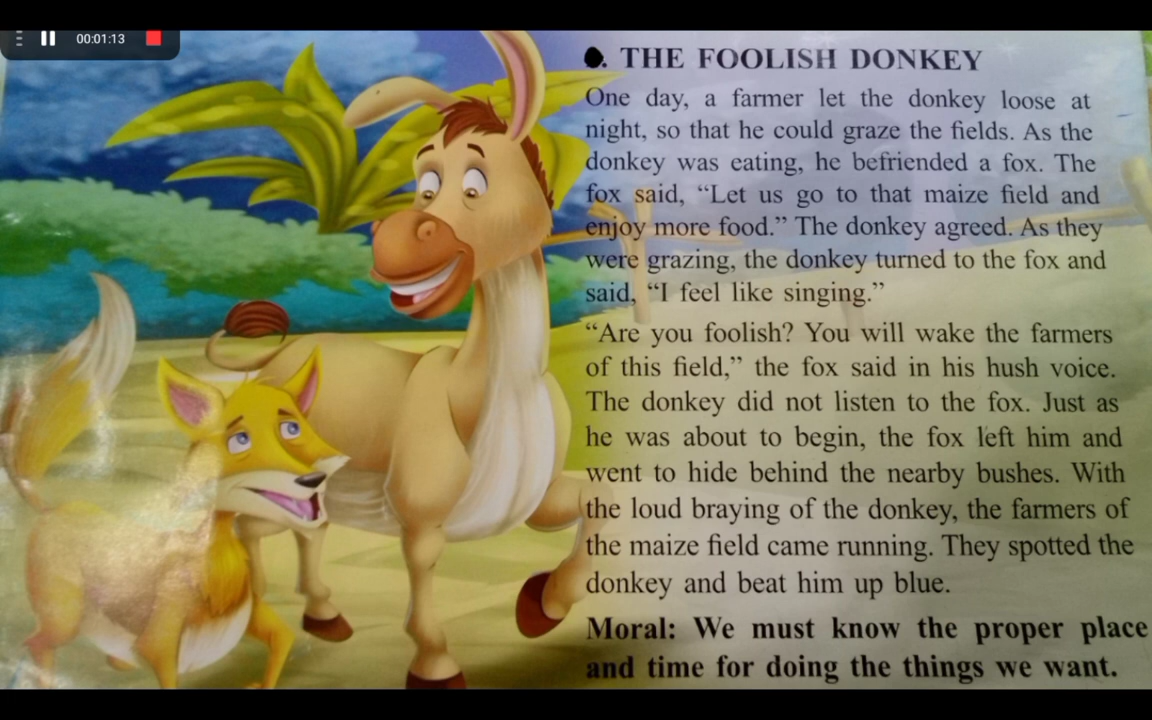 00:01:13
THE FOOLISH DONKEY
One day, a farmer let the donkey loose at
night, so that he could graze the fields. As the
donkey was eating, he befriended a fox. The
fox said, “Let us go to that maize field and
enjoy more food.” The donkey agreed. As they
were grazing, the donkey turned to the fox and
said, “I feel like singing.”
“Are you foolish? You will wake the farmers
of this field,” the fox said in his hush voice.
The donkey did not listen to the fox. Just as
he was about to begin, the fox left him and
went to hide behind the nearby bushes. With
the loud braying of the donkey, the farmers of
the maize field came running. They spotted the
donkey and beat him up blue.
Moral: We must know the proper place
and time for doing the things we want.